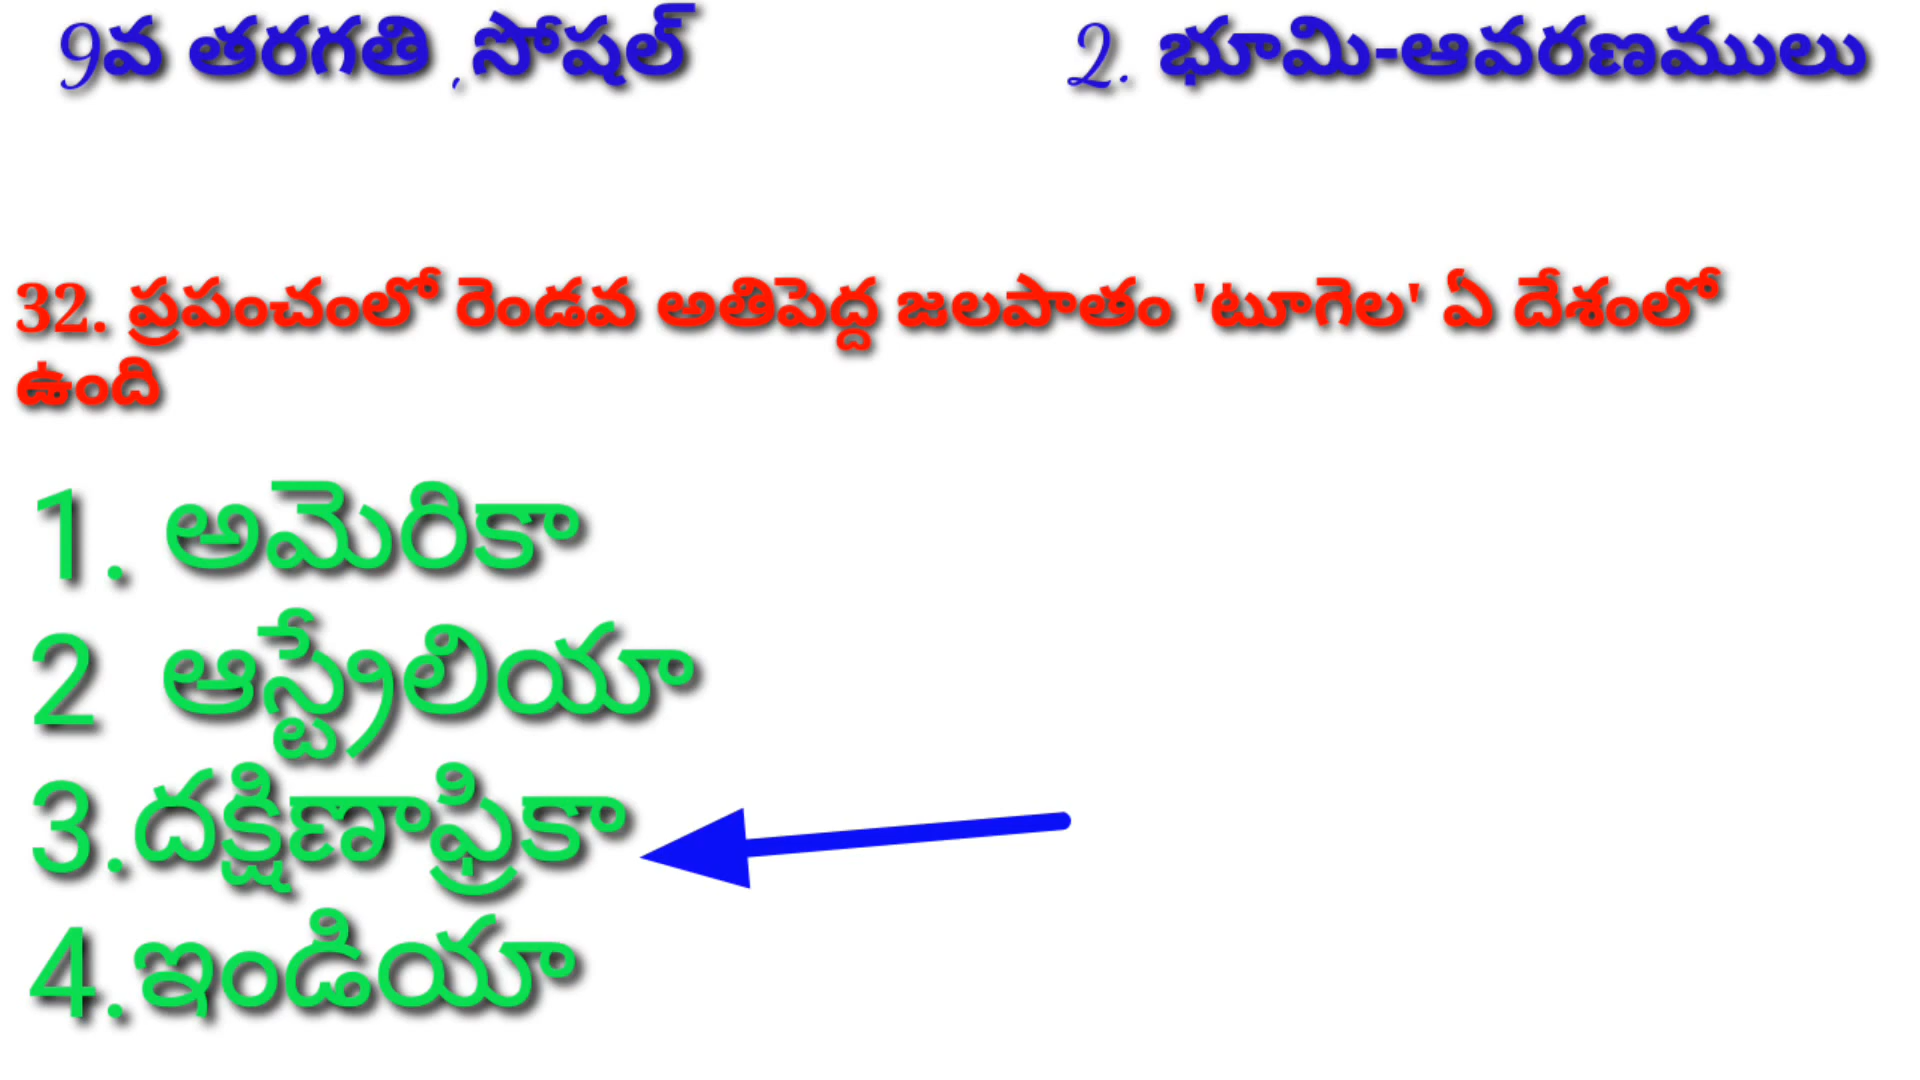 9వ తరగతి ,సోషల్ 2. భూమి-ఆవరణములు
32. ప్రపంచంలో రెండవ అతిపెద్ద జలపాతం 'టూగెల' ఏ దేశంలో
ఉంది
1. అమెరికా
2 ఆస్ట్రేలియా
3.దక్షిణాఫ్రికా
4.ఇండియా